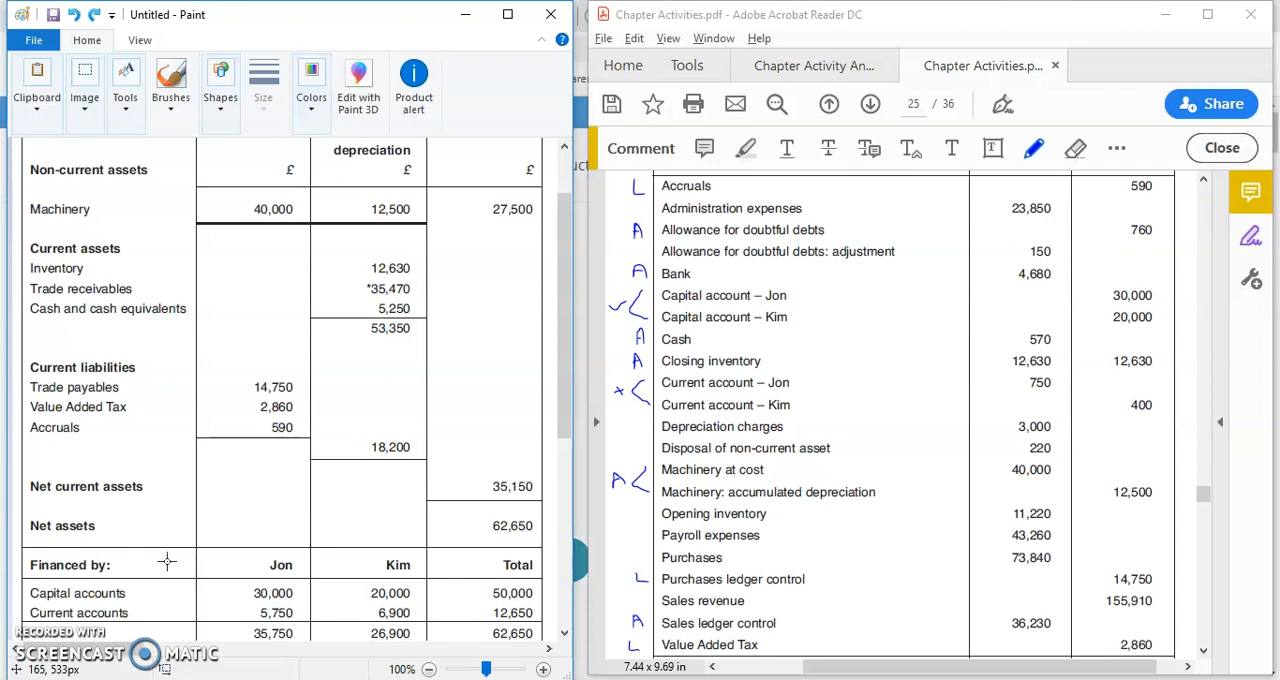 Untitled - Paint
File Home View
Clipboard Image Tools Brushes Shapes Size Colors Edit with Paint 3D Product alert
depreciation
Non-current assets £ £ £
Machinery 40,000 12,500 27,500
Current assets
Inventory 12,630
Trade receivables *35,470
Cash and cash equivalents 5,250
53,350
Current liabilities
Trade payables 14,750
Value Added Tax 2,860
Accruals 590
18,200
Net current assets 35,150
Net assets 62,650
Financed by: Jon Kim Total
Capital accounts 30,000 20,000 50,000
Current accounts 5,750 6,900 12,650
35,750 26,900 62,650
RECORDED WITH
SCREENCAST MATIC
165, 533px 100%
Chapter Activities.pdf - Adobe Acrobat Reader DC
File Edit View Window Help
Home Tools Chapter Activity An... Chapter Activities.p... ×
25 / 36 Share
Comment Close
L Accruals 590
Administration expenses 23,850
A Allowance for doubtful debts 760
Allowance for doubtful debts: adjustment 150
A Bank 4,680
Capital account – Jon 30,000
Capital account – Kim 20,000
A Cash 570
A Closing inventory 12,630 12,630
Current account – Jon 750
Current account – Kim 400
Depreciation charges 3,000
Disposal of non-current asset 220
A Machinery at cost 40,000
Machinery: accumulated depreciation 12,500
Opening inventory 11,220
Payroll expenses 43,260
Purchases 73,840
L Purchases ledger control 14,750
Sales revenue 155,910
A Sales ledger control 36,230
L Value Added Tax 2,860
7.44 x 9.69 in